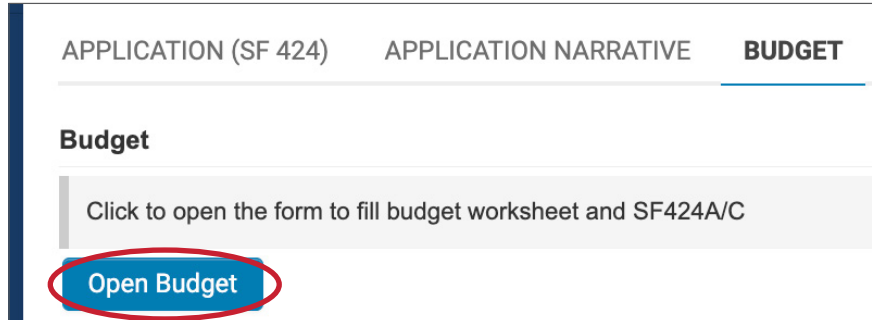 APPLICATION (SF 424) APPLICATION NARRATIVE BUDGET
Budget
Click to open the form to fill budget worksheet and SF424A/C
Open Budget